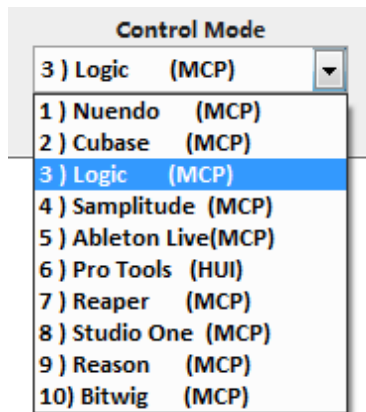 Control Mode
3 ) Logic (MCP)
1 ) Nuendo (MCP)
2 ) Cubase (MCP)
3 ) Logic (MCP)
4 ) Samplitude (MCP)
5 ) Ableton Live(MCP)
6 ) Pro Tools (HUI)
7 ) Reaper (MCP)
8 ) Studio One (MCP)
9 ) Reason (MCP)
10) Bitwig (MCP)